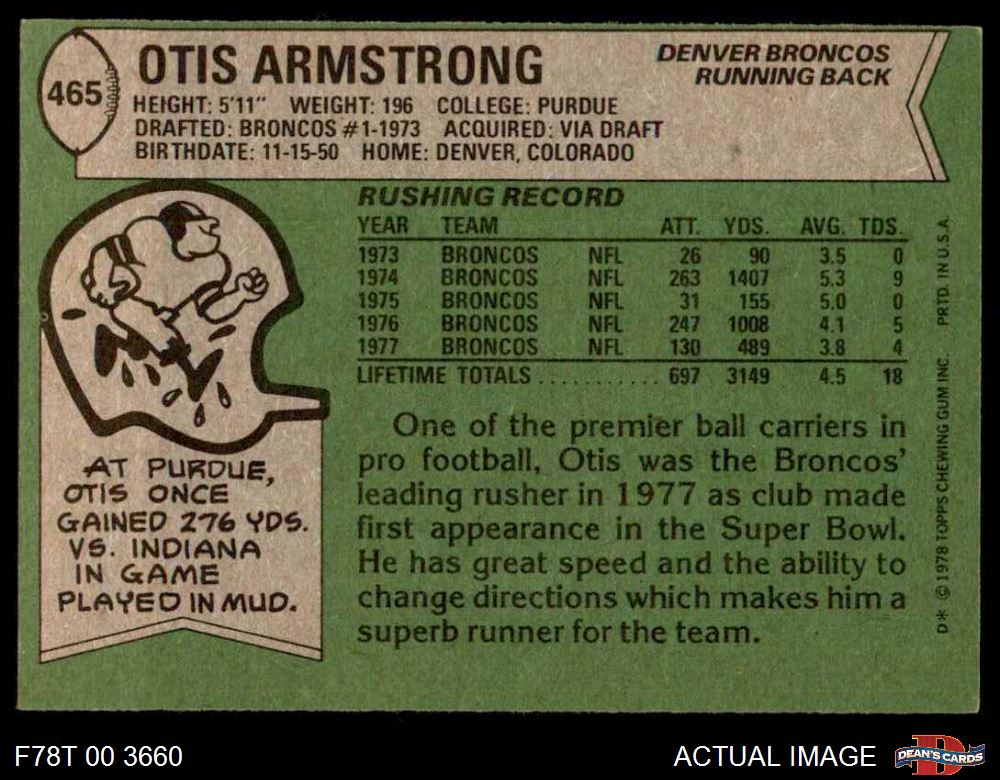 465
OTIS ARMSTRONG
DENVER BRONCOS
RUNNING BACK
HEIGHT: 5'11" WEIGHT: 196 COLLEGE: PURDUE
DRAFTED: BRONCOS #1-1973 ACQUIRED: VIA DRAFT
BIRTHDATE: 11-15-50 HOME: DENVER, COLORADO
RUSHING RECORD
YEAR TEAM ATT. YDS. AVG. TDS.
1973 BRONCOS NFL 26 90 3.5 0
1974 BRONCOS NFL 263 1407 5.3 9
1975 BRONCOS NFL 31 155 5.0 0
1976 BRONCOS NFL 247 1008 4.1 5
1977 BRONCOS NFL 130 489 3.8 4
LIFETIME TOTALS ........... 697 3149 4.5 18
AT PURDUE,
OTIS ONCE
GAINED 276 YDS.
VS. INDIANA
IN GAME
PLAYED IN MUD.
One of the premier ball carriers in
pro football, Otis was the Broncos'
leading rusher in 1977 as club made
first appearance in the Super Bowl.
He has great speed and the ability to
change directions which makes him a
superb runner for the team.
D* © 1978 TOPPS CHEWING GUM INC. PRTD. IN U.S.A.
F78T 00 3660
ACTUAL IMAGE
D
DEAN'S CARDS